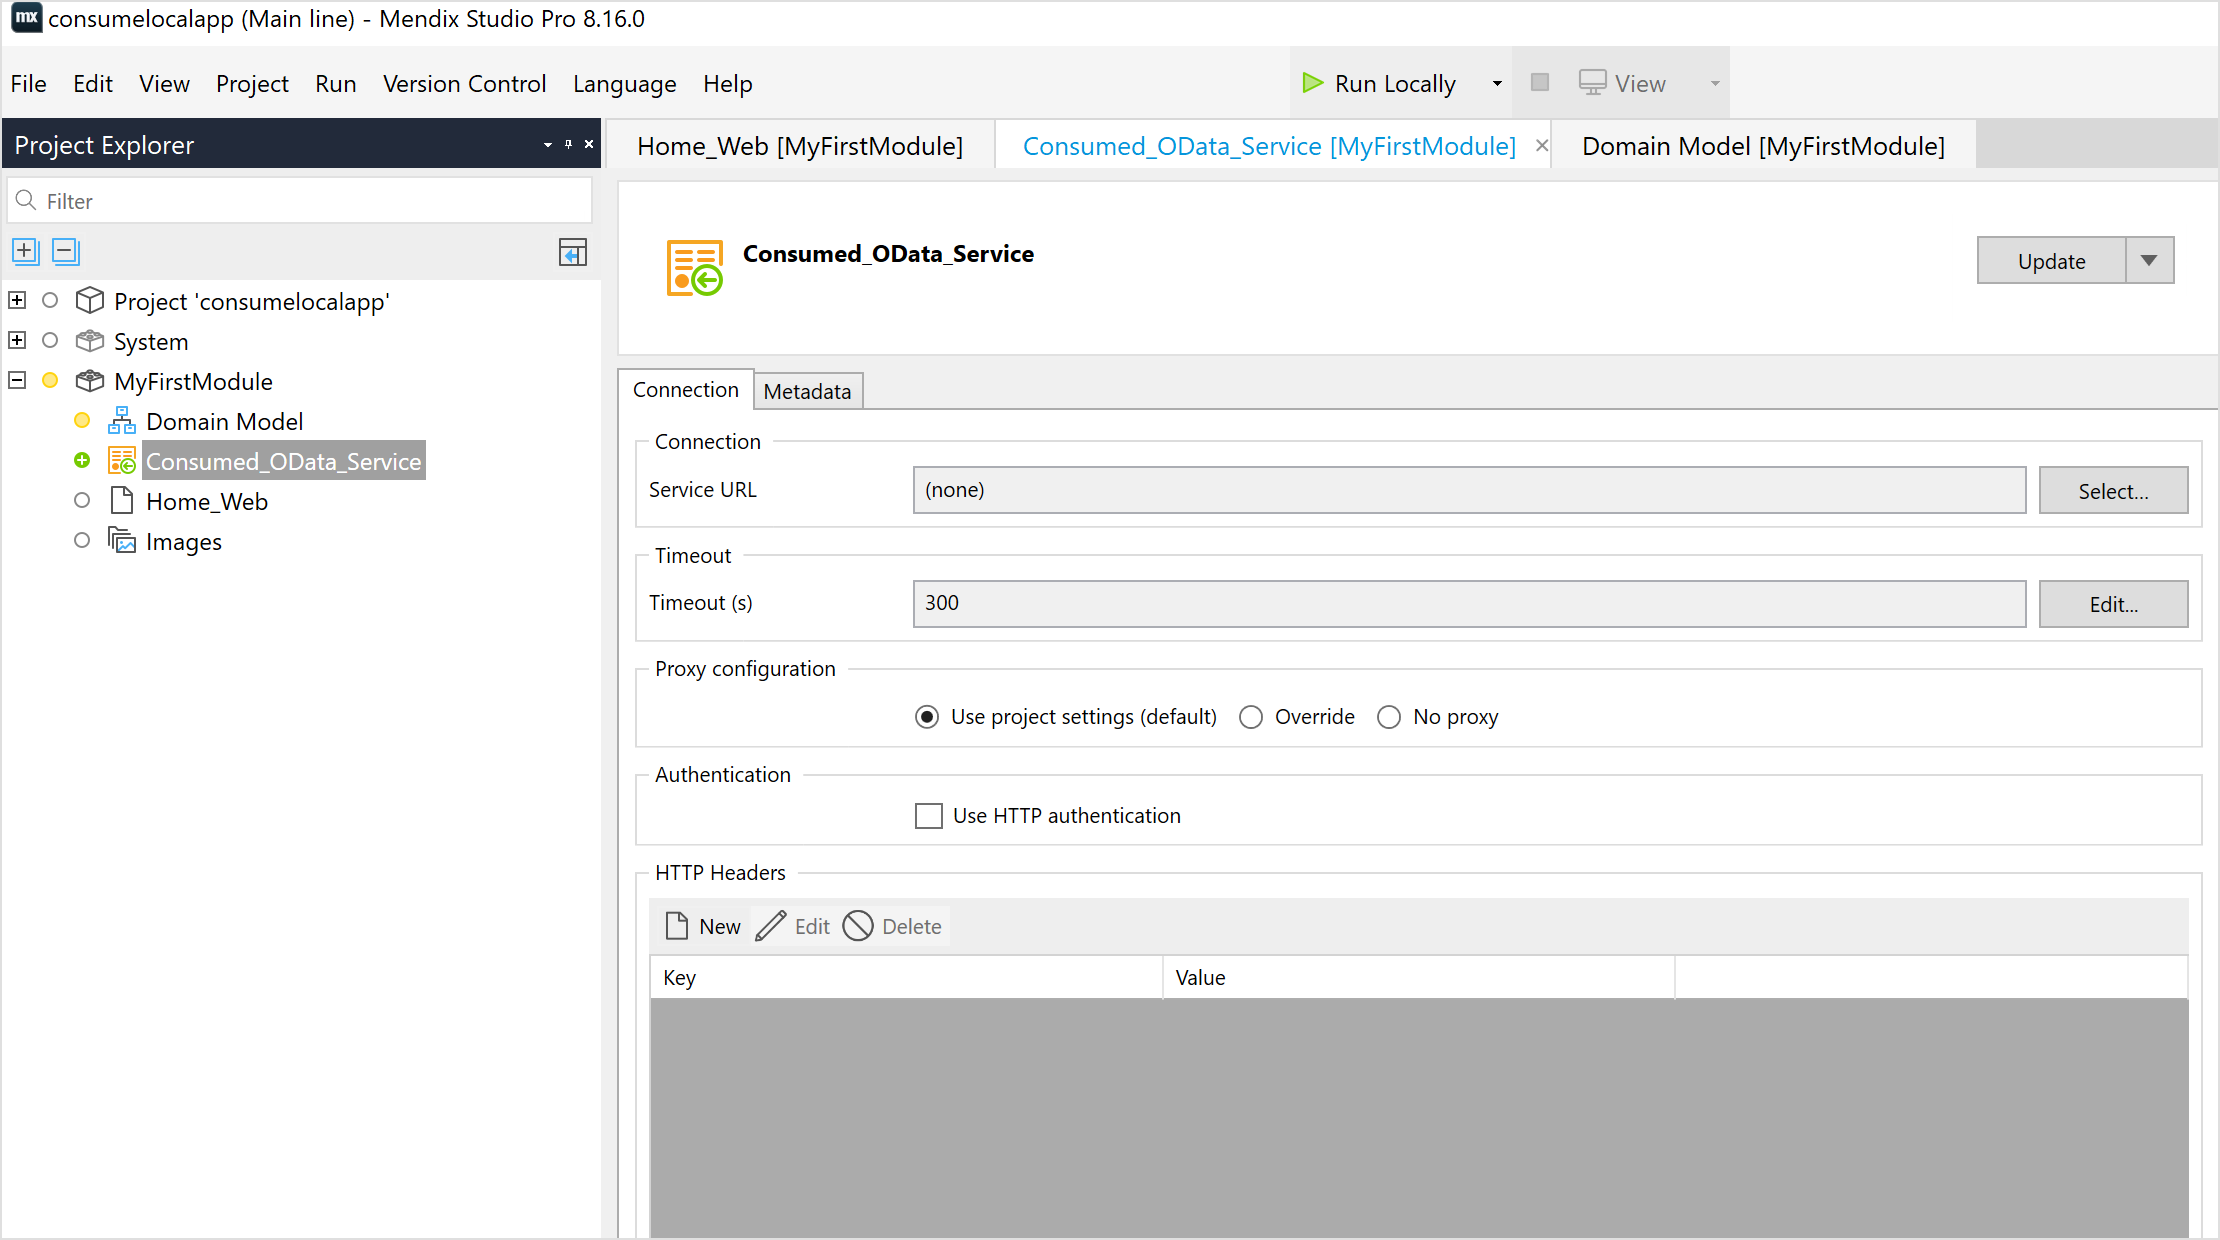 mx consumelocalapp (Main line) - Mendix Studio Pro 8.16.0
File Edit View Project Run Version Control Language Help
Run Locally View
Project Explorer
Home_Web [MyFirstModule] Consumed_OData_Service [MyFirstModule] Domain Model [MyFirstModule]
Filter
Consumed_OData_Service
Update
Project 'consumelocalapp'
System
MyFirstModule
Domain Model
Consumed_OData_Service
Home_Web
Images
Connection Metadata
Connection
Service URL (none) Select...
Timeout
Timeout (s) 300 Edit...
Proxy configuration
Use project settings (default) Override No proxy
Authentication
Use HTTP authentication
HTTP Headers
New Edit Delete
Key Value